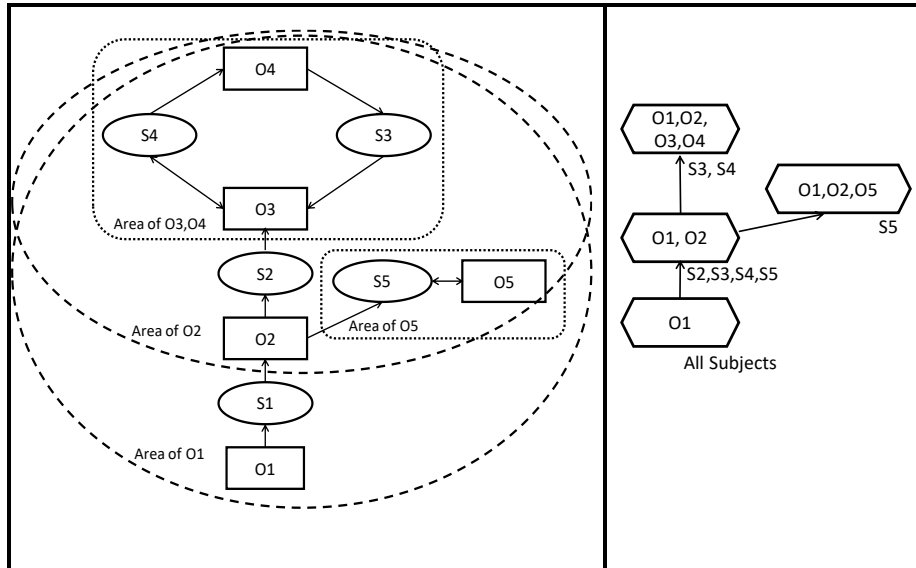 O4
S4
S3
O3
Area of O3,O4
S2
S5
O5
Area of O2
O2
Area of O5
S1
Area of O1
O1
O1,O2,
O3,O4
S3, S4
O1,O2,O5
S5
O1, O2
S2,S3,S4,S5
O1
All Subjects